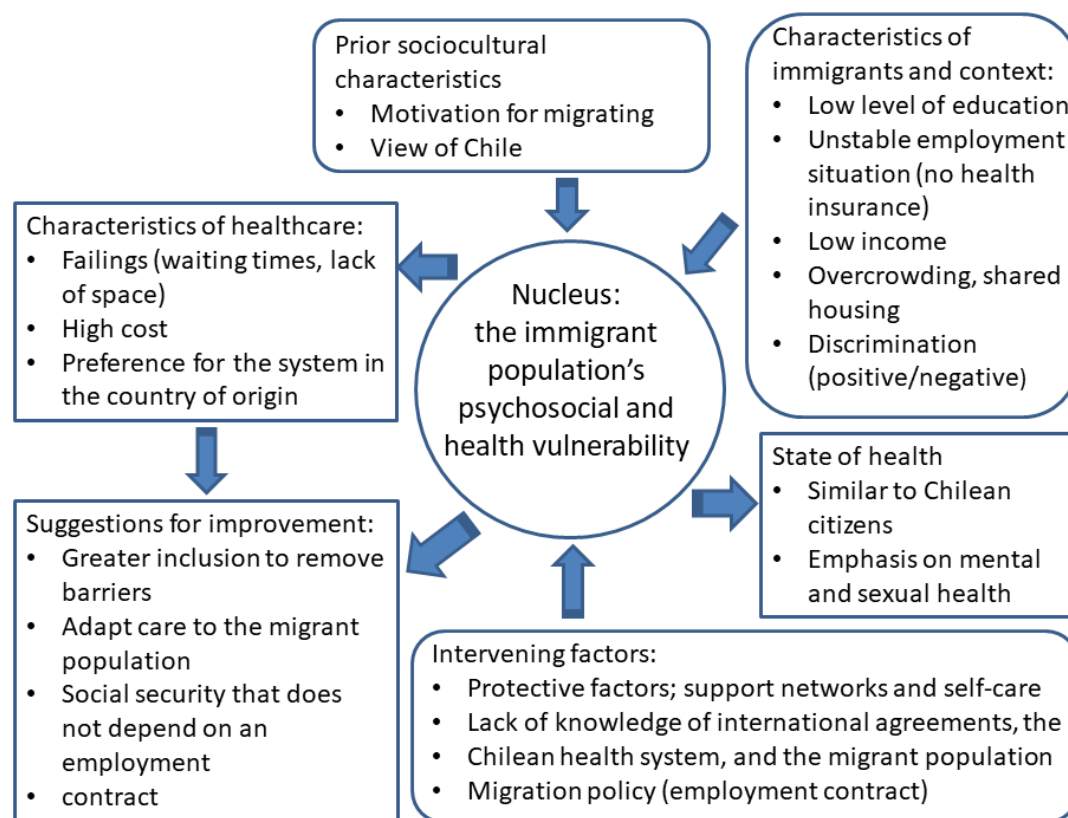 Prior sociocultural
characteristics
• Motivation for migrating
• View of Chile
Characteristics of
immigrants and context:
• Low level of education
• Unstable employment
situation (no health
insurance)
• Low income
• Overcrowding, shared
housing
• Discrimination
(positive/negative)
Characteristics of healthcare:
• Failings (waiting times, lack
of space)
• High cost
• Preference for the system in
the country of origin
Nucleus:
the immigrant
population’s
psychosocial and
health vulnerability
State of health
• Similar to Chilean
citizens
• Emphasis on mental
and sexual health
Suggestions for improvement:
• Greater inclusion to remove
barriers
• Adapt care to the migrant
population
• Social security that does
not depend on an
employment
• contract
Intervening factors:
• Protective factors; support networks and self-care
• Lack of knowledge of international agreements, the
• Chilean health system, and the migrant population
• Migration policy (employment contract)